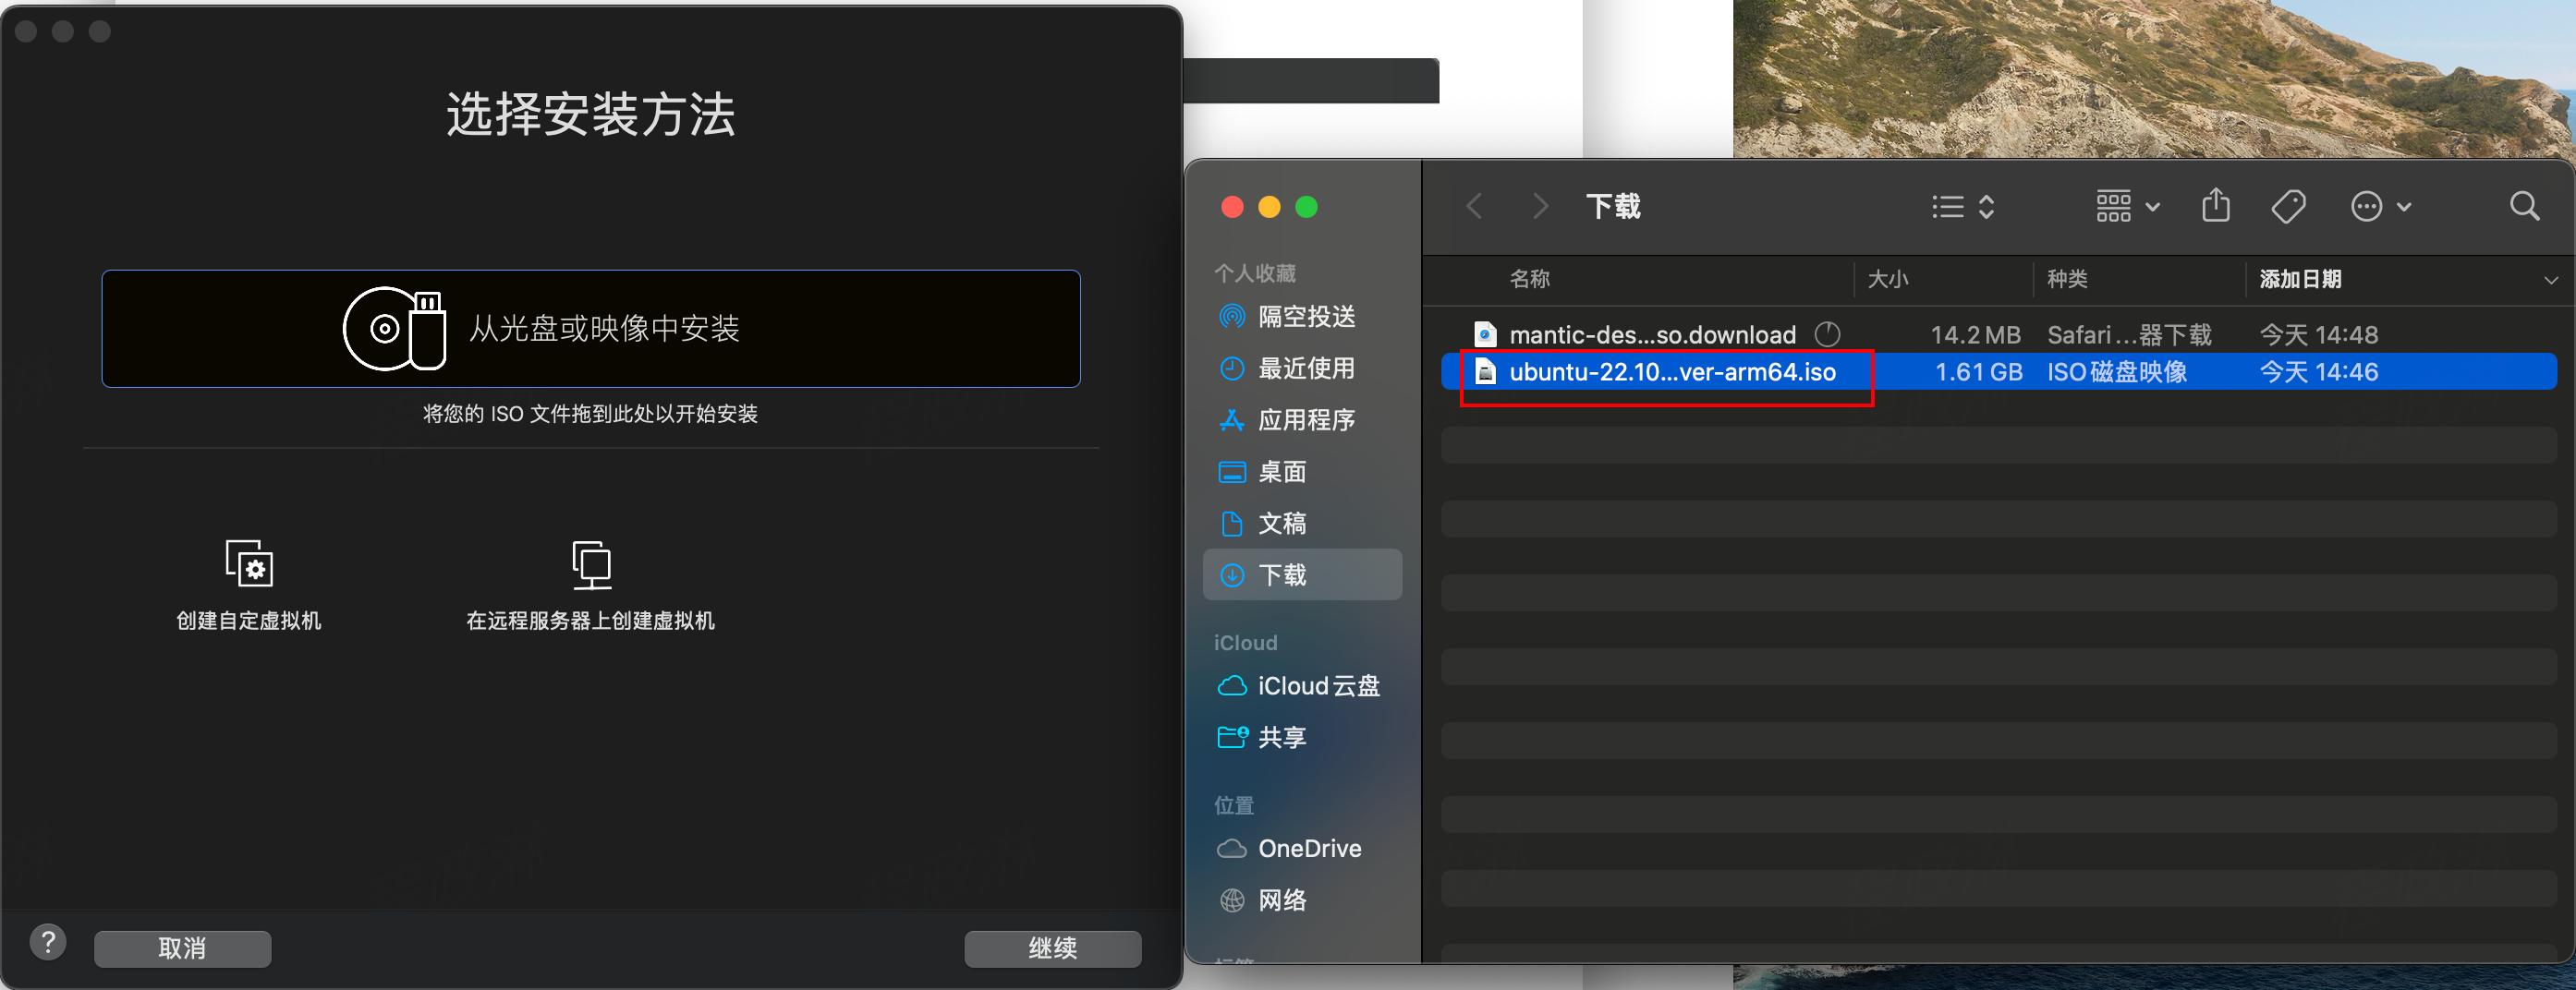 选择安装方法
从光盘或映像中安装
将您的 ISO 文件拖到此处以开始安装
创建自定虚拟机
在远程服务器上创建虚拟机
?
取消
继续
下载
个人收藏
隔空投送
最近使用
应用程序
桌面
文稿
下载
iCloud
iCloud云盘
共享
位置
OneDrive
网络
名称 大小 种类 添加日期
mantic-des...so.download 14.2 MB Safari...器下载 今天 14:48
ubuntu-22.10...ver-arm64.iso 1.61 GB ISO磁盘映像 今天 14:46